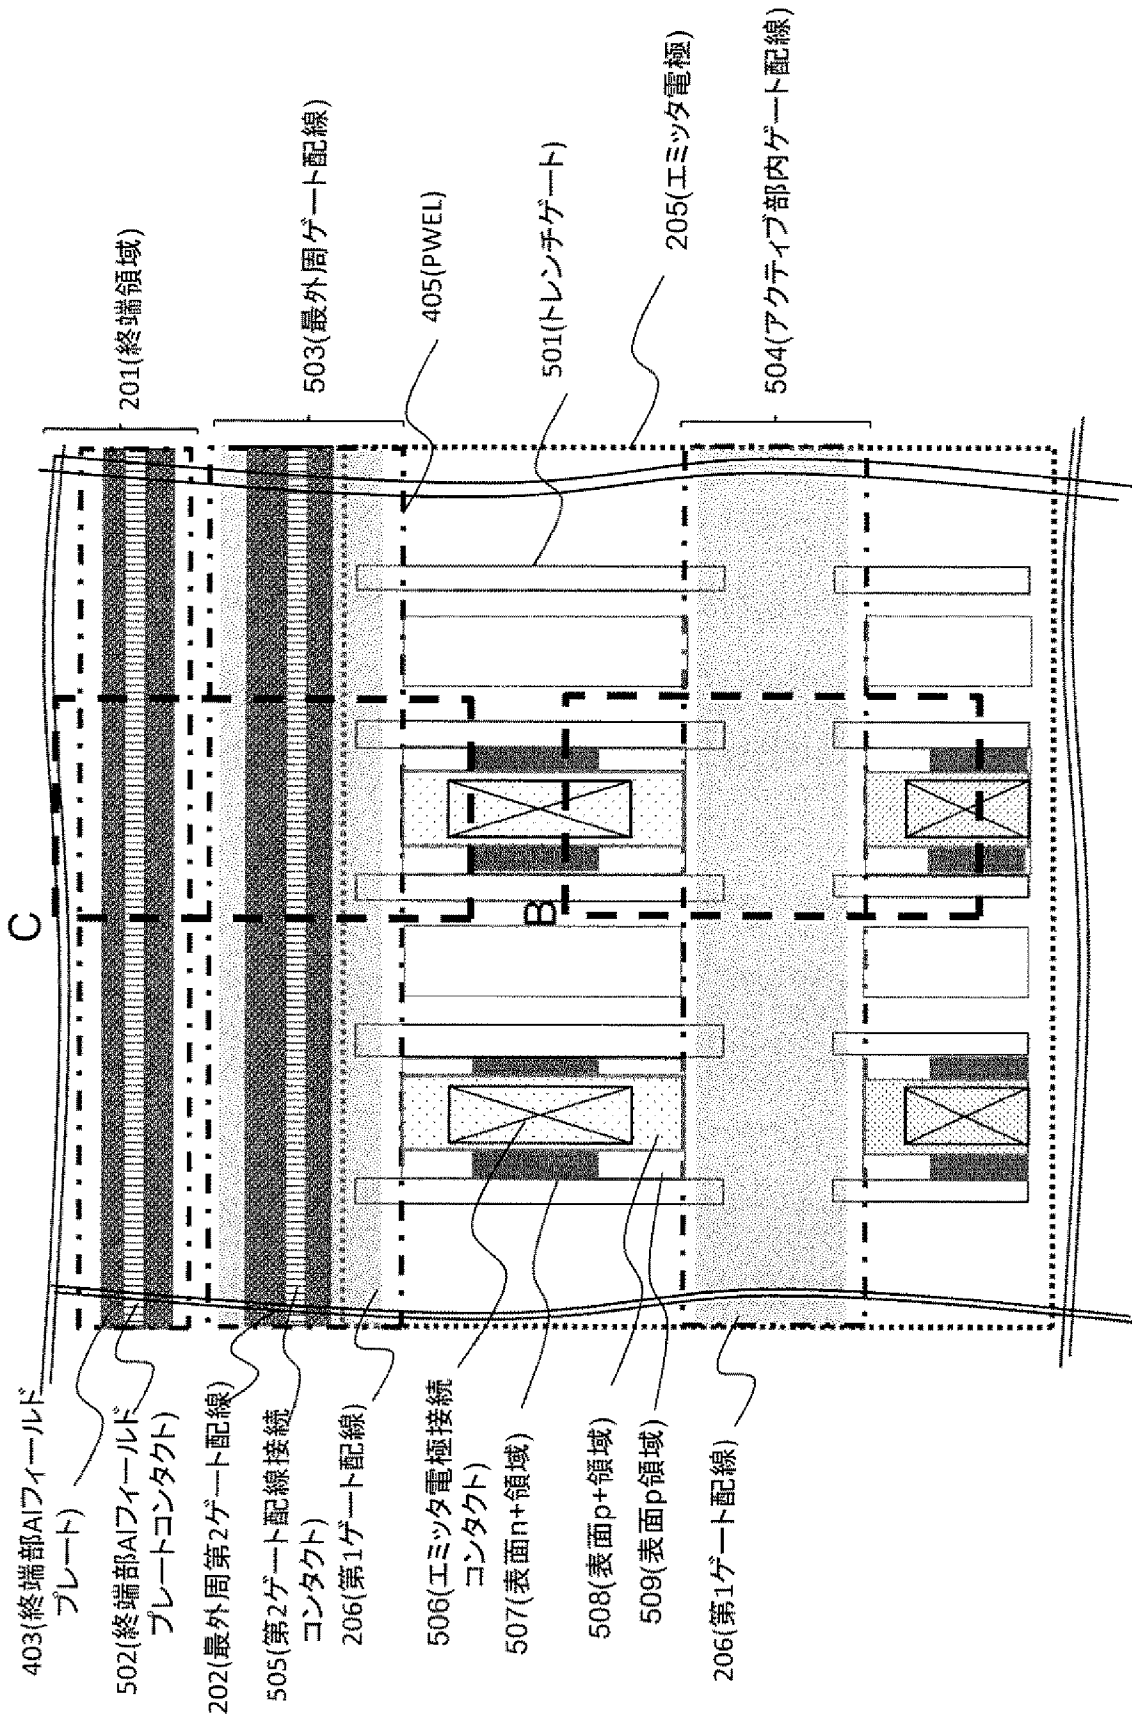 C
B
201(終端領域)
503(最外周ゲート配線)
405(PWEL)
501(トレンチゲート)
205(エミッタ電極)
504(アクティブ部内ゲート配線)
403(終端部Alフィールド
プレート)
502(終端部Alフィールド
プレートコンタクト)
202(最外周第2ゲート配線)
505(第2ゲート配線接続
コンタクト)
206(第1ゲート配線)
506(エミッタ電極接続
コンタクト)
507(表面n+領域)
508(表面p+領域)
509(表面p領域)
206(第1ゲート配線)